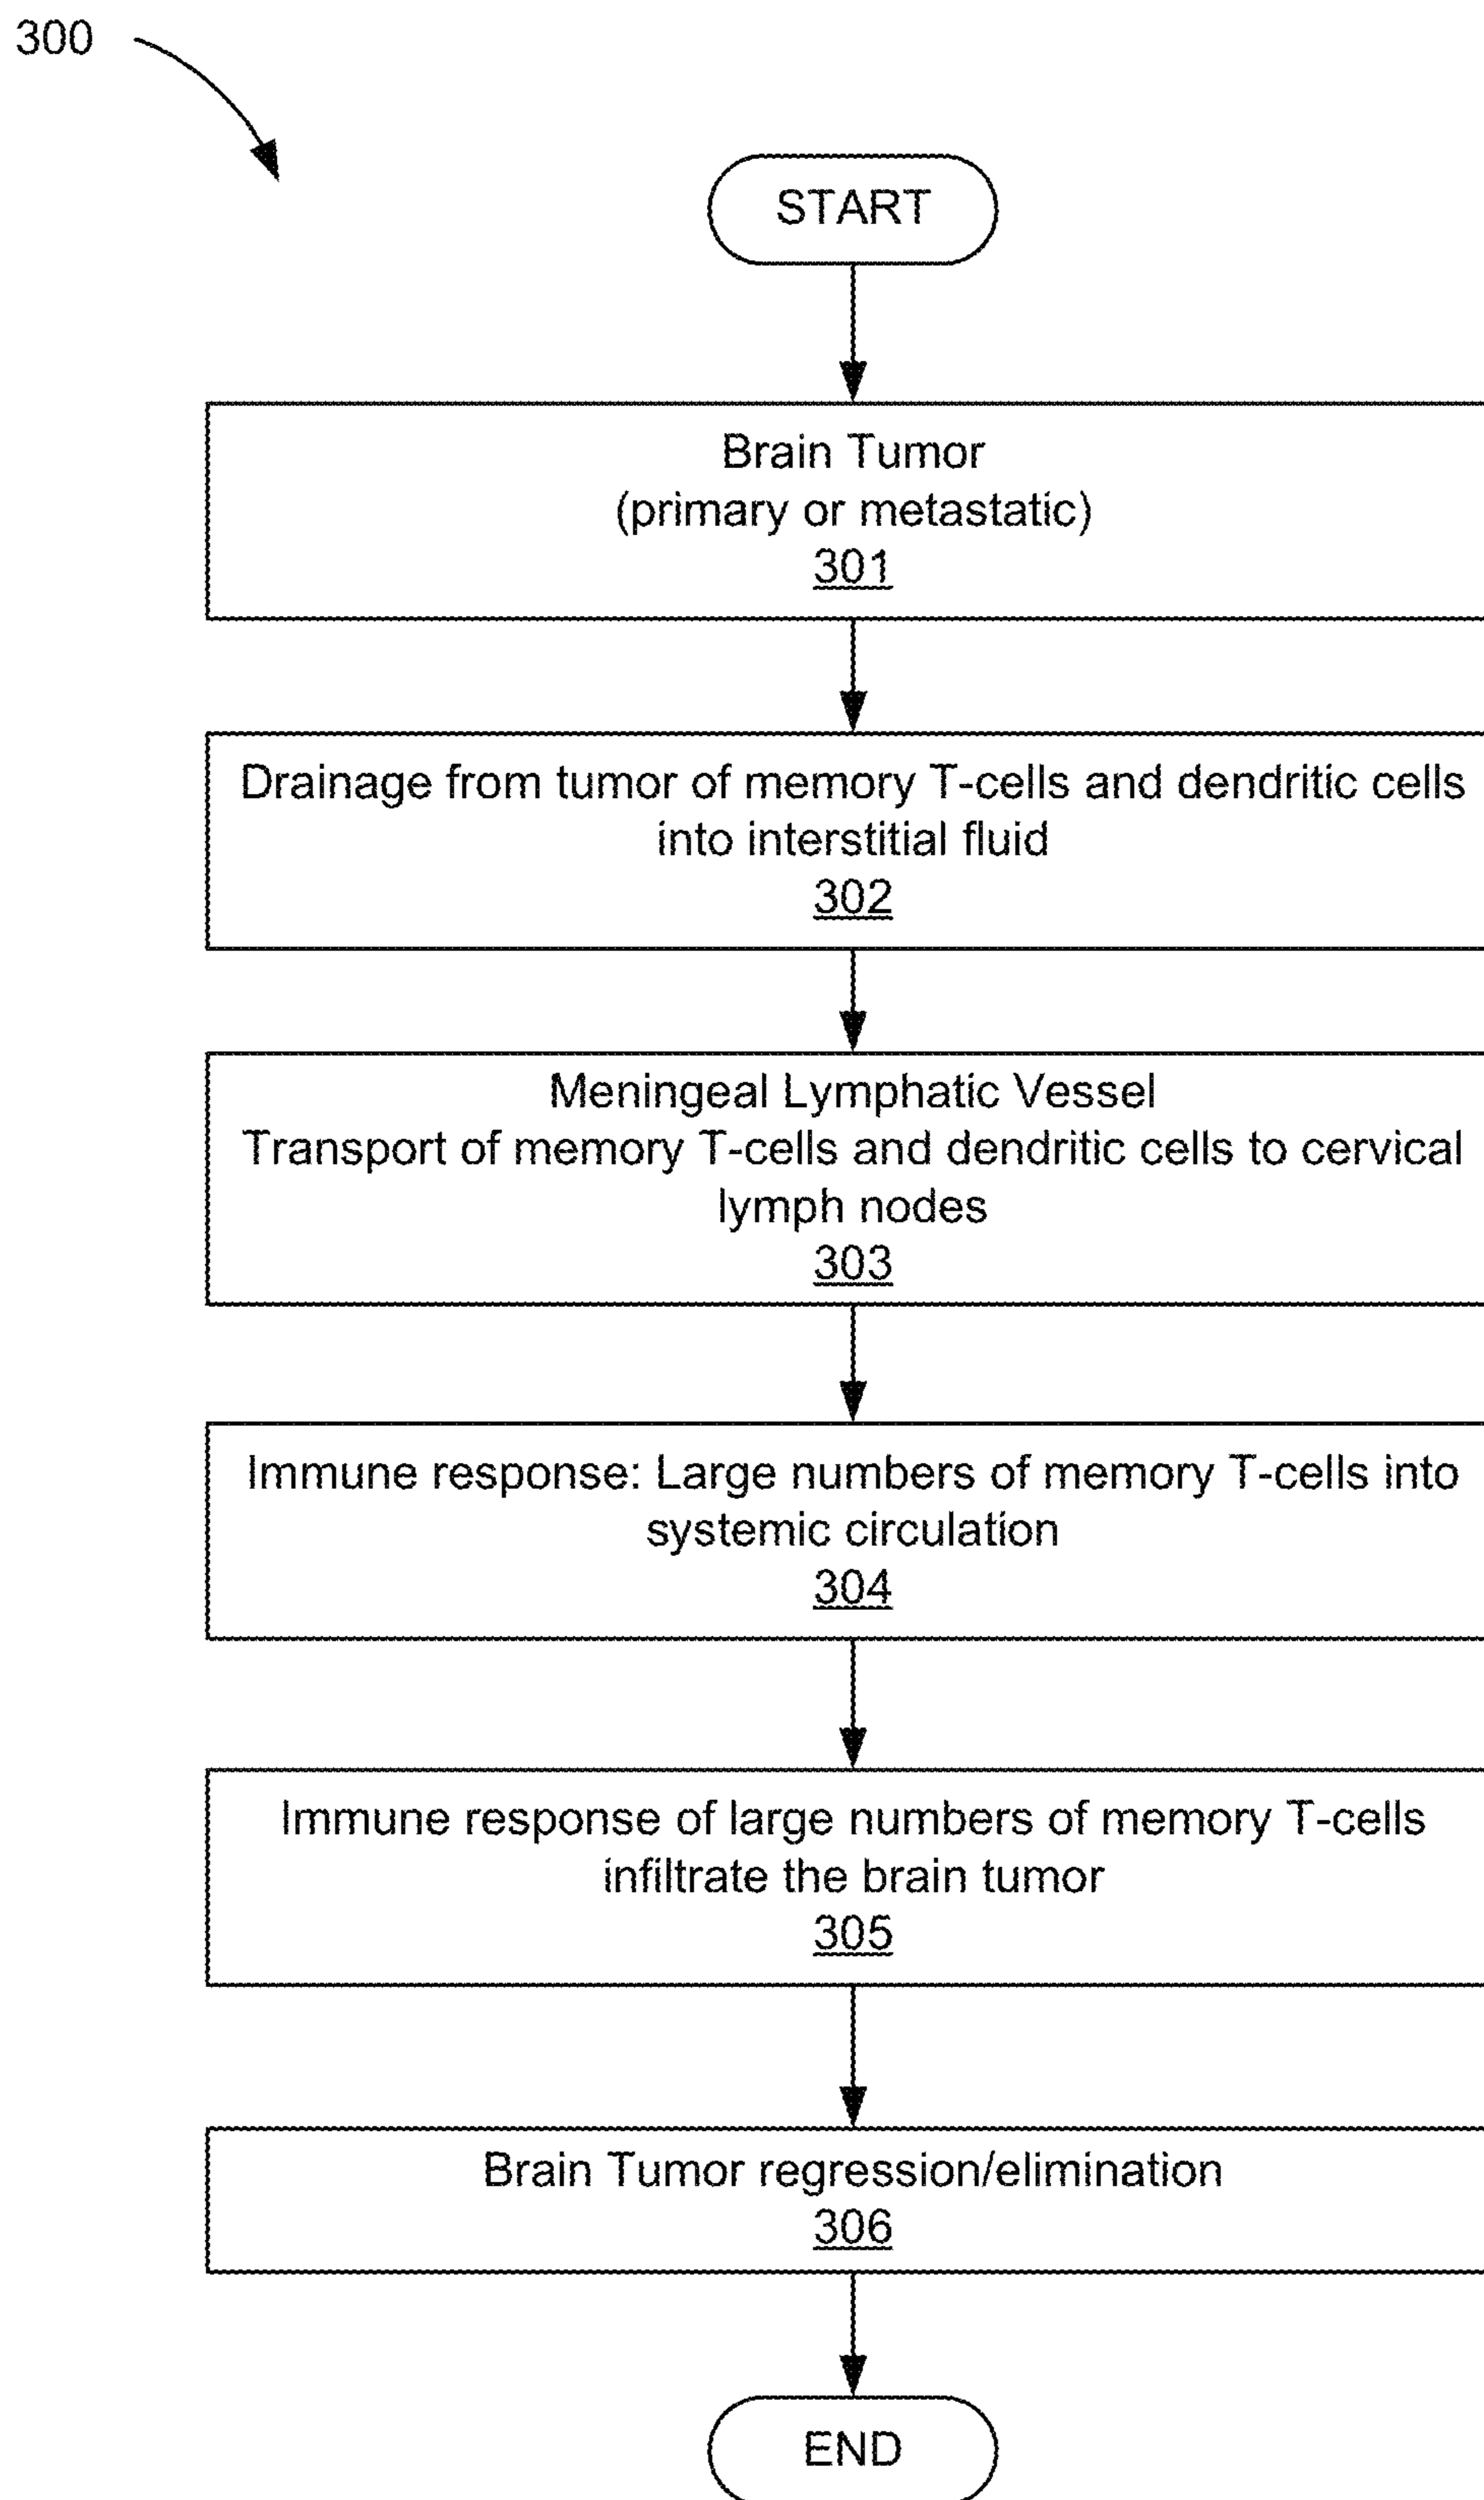 300
START
Brain Tumor
(primary or metastatic)
301
Drainage from tumor of memory T-cells and dendritic cells
into interstitial fluid
302
Meningeal Lymphatic Vessel
Transport of memory T-cells and dendritic cells to cervical
lymph nodes
303
Immune response: Large numbers of memory T-cells into
systemic circulation
304
Immune response of large numbers of memory T-cells
infiltrate the brain tumor
305
Brain Tumor regression/elimination
306
END